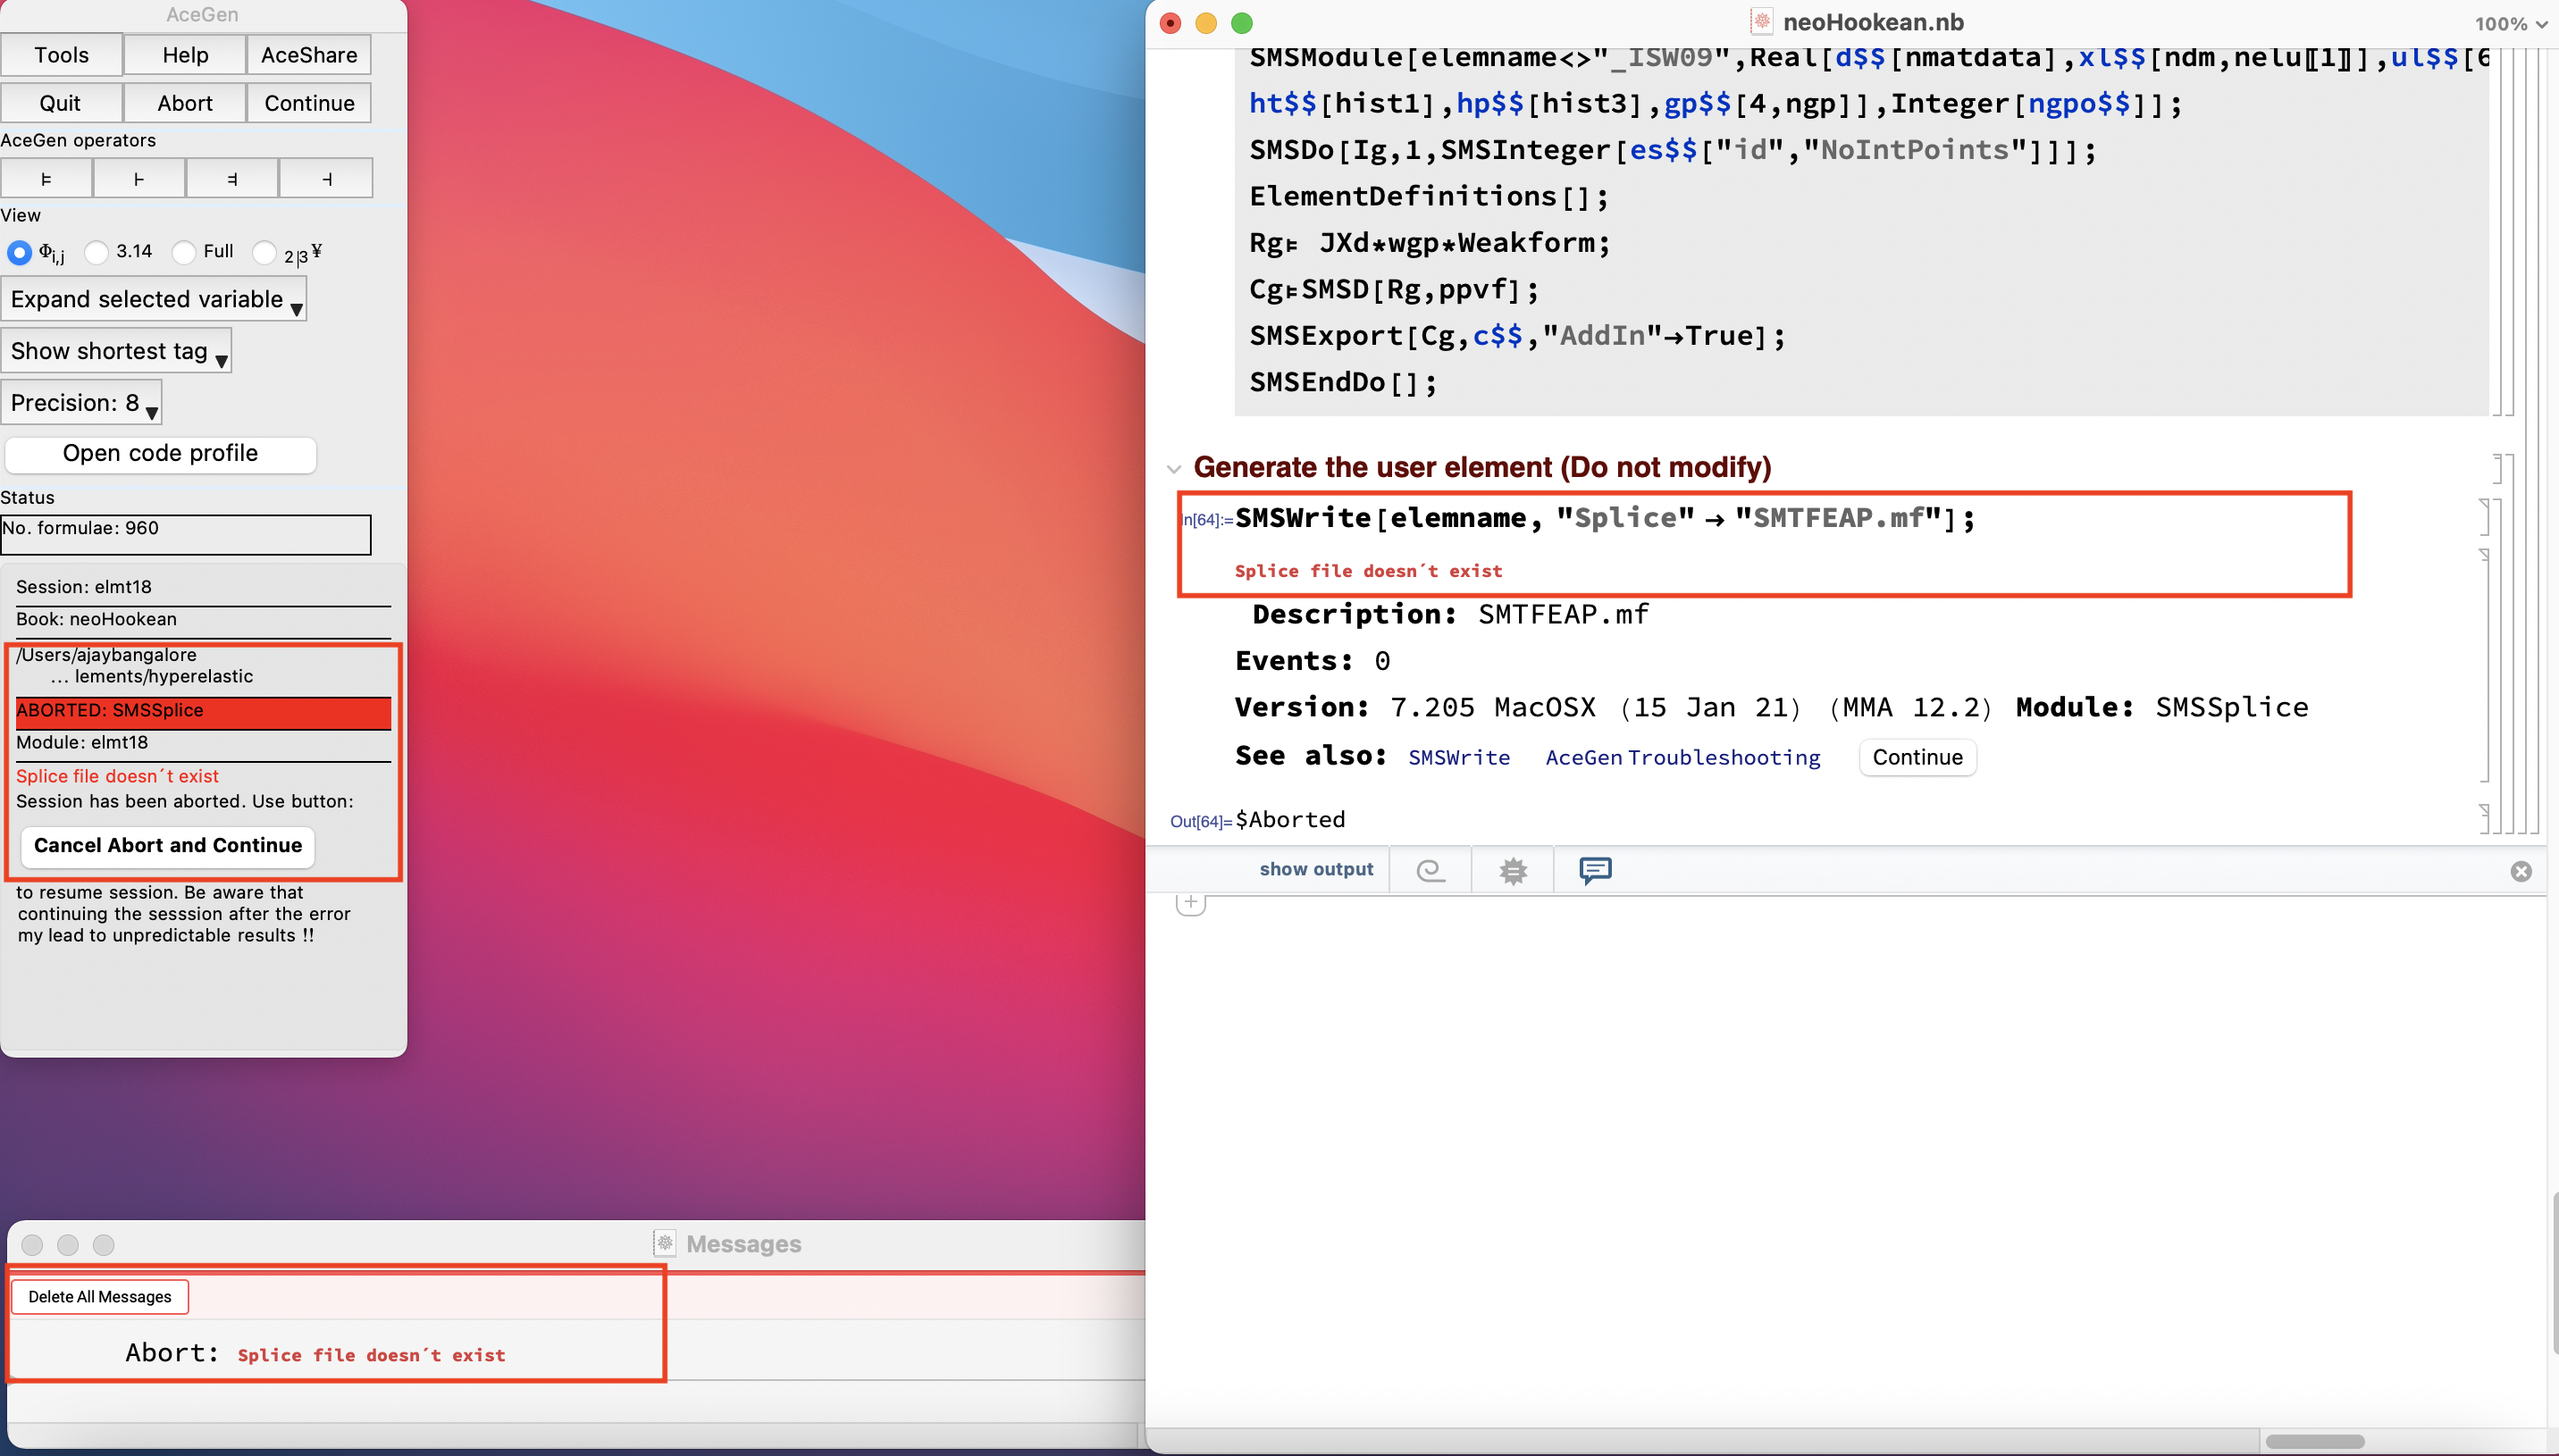 AceGen
Tools Help AceShare
Quit Abort Continue
AceGen operators
⊨ ⊢ ⫤ ⊣
View
Φi,j 3.14 Full 2|3¥
Expand selected variable
Show shortest tag
Precision: 8
Open code profile
Status
No. formulae: 960
Session: elmt18
Book: neoHookean
/Users/ajaybangalore
... lements/hyperelastic
ABORTED: SMSSplice
Module: elmt18
Splice file doesn´t exist
Session has been aborted. Use button:
Cancel Abort and Continue
to resume session. Be aware that
continuing the sesssion after the error
my lead to unpredictable results !!
Messages
Delete All Messages
Abort: Splice file doesn´t exist
neoHookean.nb
100%
SMSModule[elemname<>"_ISW09",Real[d$$[nmatdata],xl$$[ndm,nelu⟦1⟧],ul$$[6
ht$$[hist1],hp$$[hist3],gp$$[4,ngp]],Integer[ngpo$$]];
SMSDo[Ig,1,SMSInteger[es$$["id","NoIntPoints"]]];
ElementDefinitions[];
Rg⊨ JXd*wgp*Weakform;
Cg⊨SMSD[Rg,ppvf];
SMSExport[Cg,c$$,"AddIn"→True];
SMSEndDo[];
Generate the user element (Do not modify)
In[64]:= SMSWrite[elemname, "Splice" → "SMTFEAP.mf"];
Splice file doesn´t exist
Description: SMTFEAP.mf
Events: 0
Version: 7.205 MacOSX (15 Jan 21) (MMA 12.2) Module: SMSSplice
See also: SMSWrite AceGen Troubleshooting Continue
Out[64]= $Aborted
show output